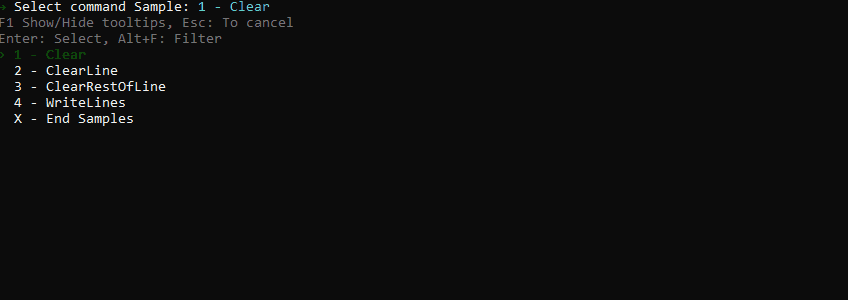 › Select command Sample: 1 - Clear
F1 Show/Hide tooltips, Esc: To cancel
Enter: Select, Alt+F: Filter
› 1 - Clear
2 - ClearLine
3 - ClearRestOfLine
4 - WriteLines
X - End Samples